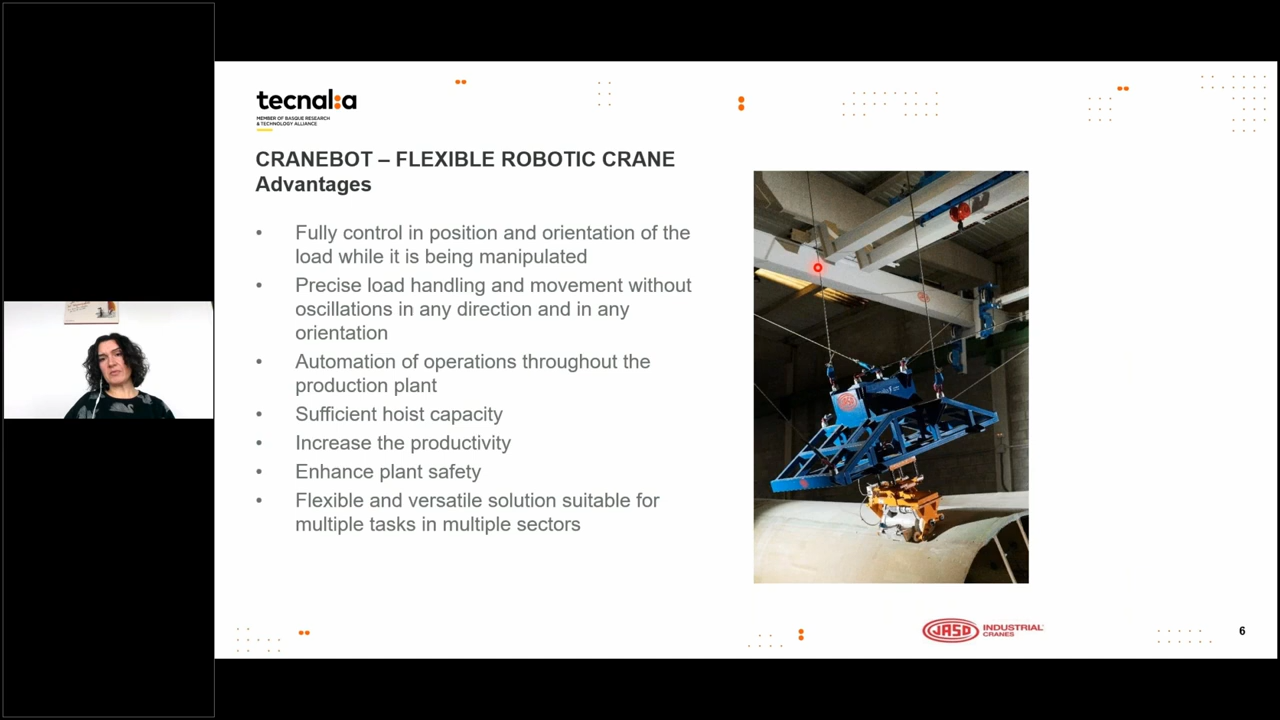 tecnal:a
MEMBER OF BASQUE RESEARCH
& TECHNOLOGY ALLIANCE
CRANEBOT – FLEXIBLE ROBOTIC CRANE
Advantages
• Fully control in position and orientation of the
load while it is being manipulated
• Precise load handling and movement without
oscillations in any direction and in any
orientation
• Automation of operations throughout the
production plant
• Sufficient hoist capacity
• Increase the productivity
• Enhance plant safety
• Flexible and versatile solution suitable for
multiple tasks in multiple sectors
JASO INDUSTRIAL
CRANES
6